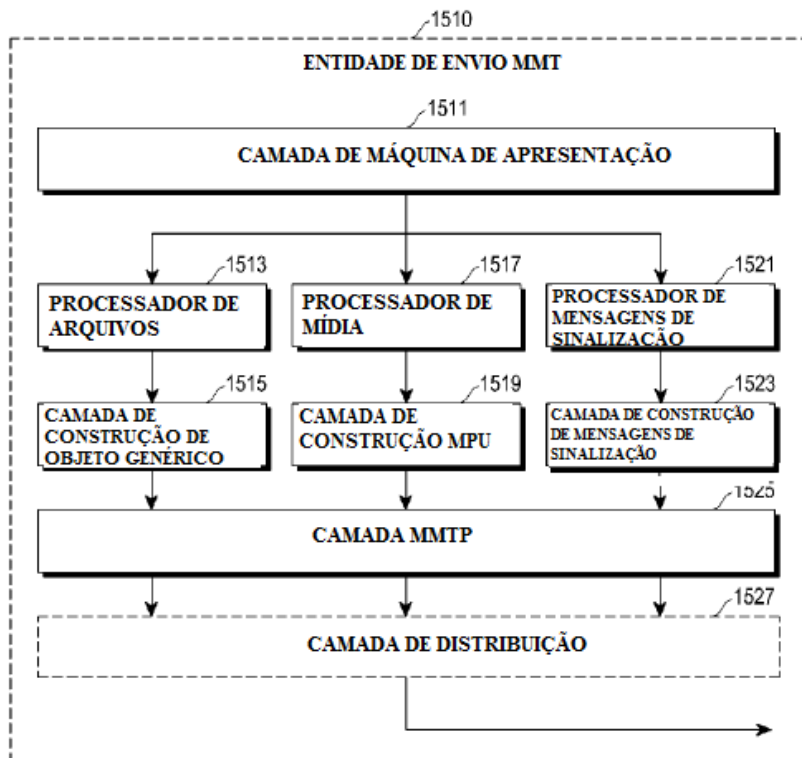 1510
ENTIDADE DE ENVIO MMT
1511
CAMADA DE MÁQUINA DE APRESENTAÇÃO
1513
PROCESSADOR DE
ARQUIVOS
1517
PROCESSADOR DE
MÍDIA
1521
PROCESSADOR DE
MENSAGENS DE
SINALIZAÇÃO
1515
CAMADA DE
CONSTRUÇÃO DE
OBJETO GENÉRICO
1519
CAMADA DE
CONSTRUÇÃO MPU
1523
CAMADA DE CONSTRUÇÃO
DE MENSAGENS DE
SINALIZAÇÃO
1525
CAMADA MMTP
1527
CAMADA DE DISTRIBUIÇÃO